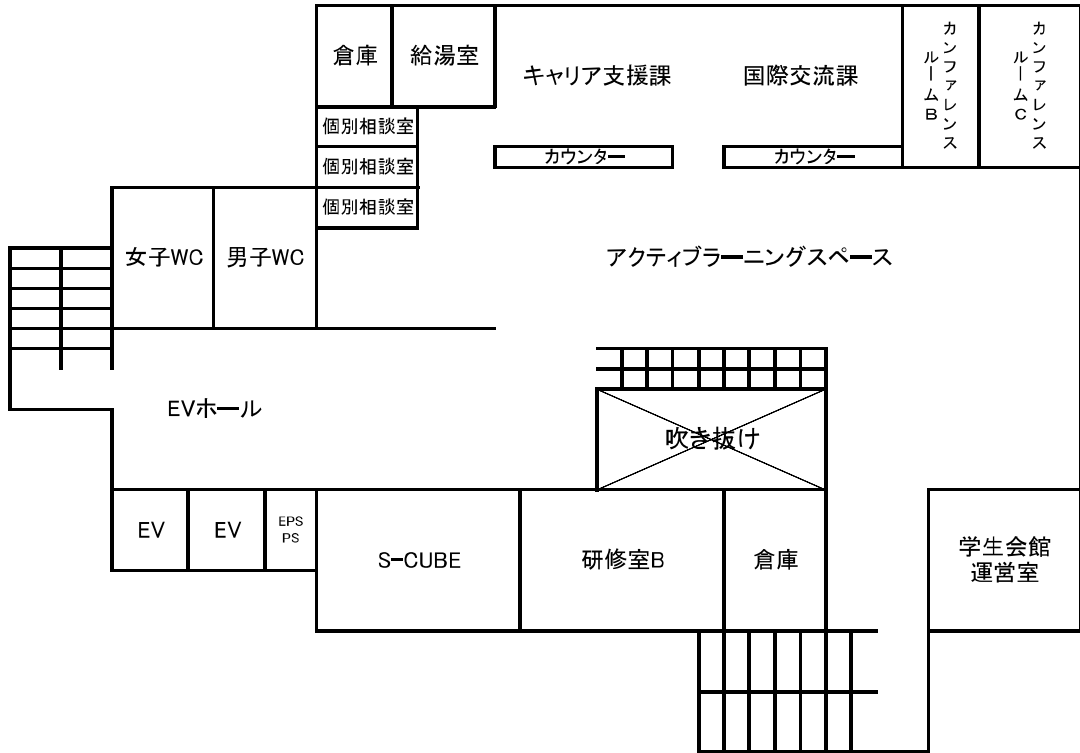 倉庫
給湯室
キャリア支援課
国際交流課
カンファレンス
ルームB
カンファレンス
ルームC
個別相談室
個別相談室
個別相談室
カウンター
カウンター
女子WC
男子WC
アクティブラーニングスペース
EVホール
吹き抜け
EV
EV
EPS
PS
S-CUBE
研修室B
倉庫
学生会館
運営室